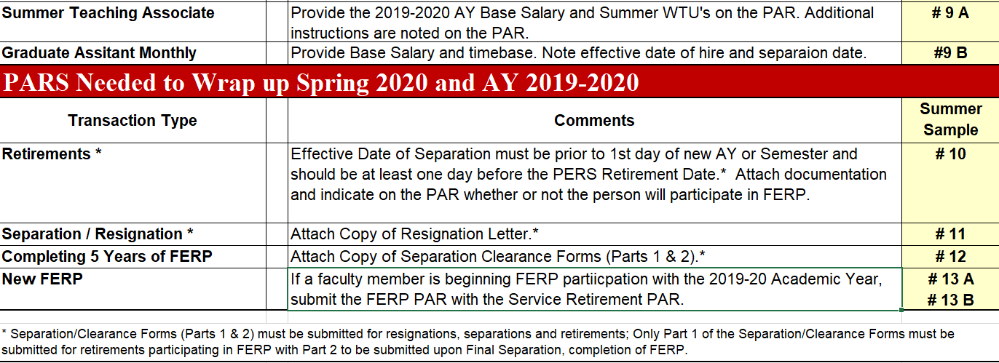 Summer Teaching Associate
Provide the 2019-2020 AY Base Salary and Summer WTU's on the PAR. Additional
instructions are noted on the PAR.
# 9 A
Graduate Assitant Monthly
Provide Base Salary and timebase. Note effective date of hire and separaion date.
#9 B
PARS Needed to Wrap up Spring 2020 and AY 2019-2020
Transaction Type
Comments
Summer
Sample
Retirements *
Effective Date of Separation must be prior to 1st day of new AY or Semester and
should be at least one day before the PERS Retirement Date.* Attach documentation
and indicate on the PAR whether or not the person will participate in FERP.
# 10
Separation / Resignation *
Attach Copy of Resignation Letter.*
# 11
Completing 5 Years of FERP
Attach Copy of Separation Clearance Forms (Parts 1 & 2).*
# 12
New FERP
If a faculty member is beginning FERP partiicpation with the 2019-20 Academic Year,
submit the FERP PAR with the Service Retirement PAR.
# 13 A
# 13 B
* Separation/Clearance Forms (Parts 1 & 2) must be submitted for resignations, separations and retirements; Only Part 1 of the Separation/Clearance Forms must be
submitted for retirements participating in FERP with Part 2 to be submitted upon Final Separation, completion of FERP.